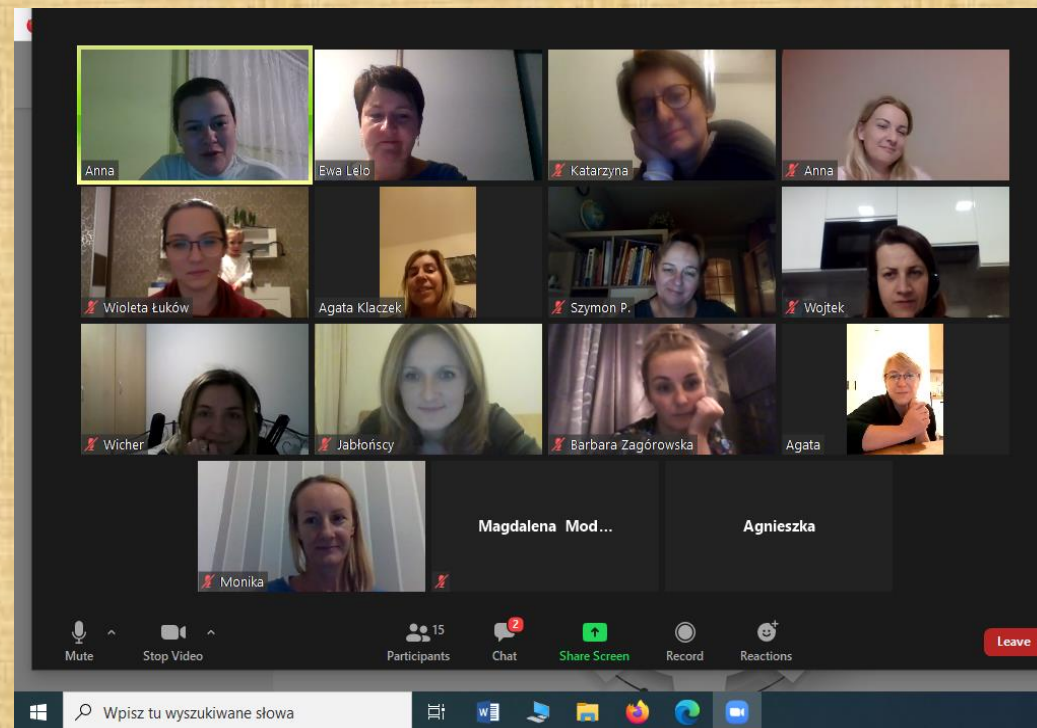 Anna
Ewa Lelo
Katarzyna
Anna
Wioleta Łuków
Agata Klaczek
Szymon P.
Wojtek
Wicher
Jabłońscy
Barbara Zagórowska
Agata
Monika
Magdalena Mod...
Agnieszka
Mute
Stop Video
15
Participants
2
Chat
Share Screen
Record
Reactions
Leave
Wpisz tu wyszukiwane słowa